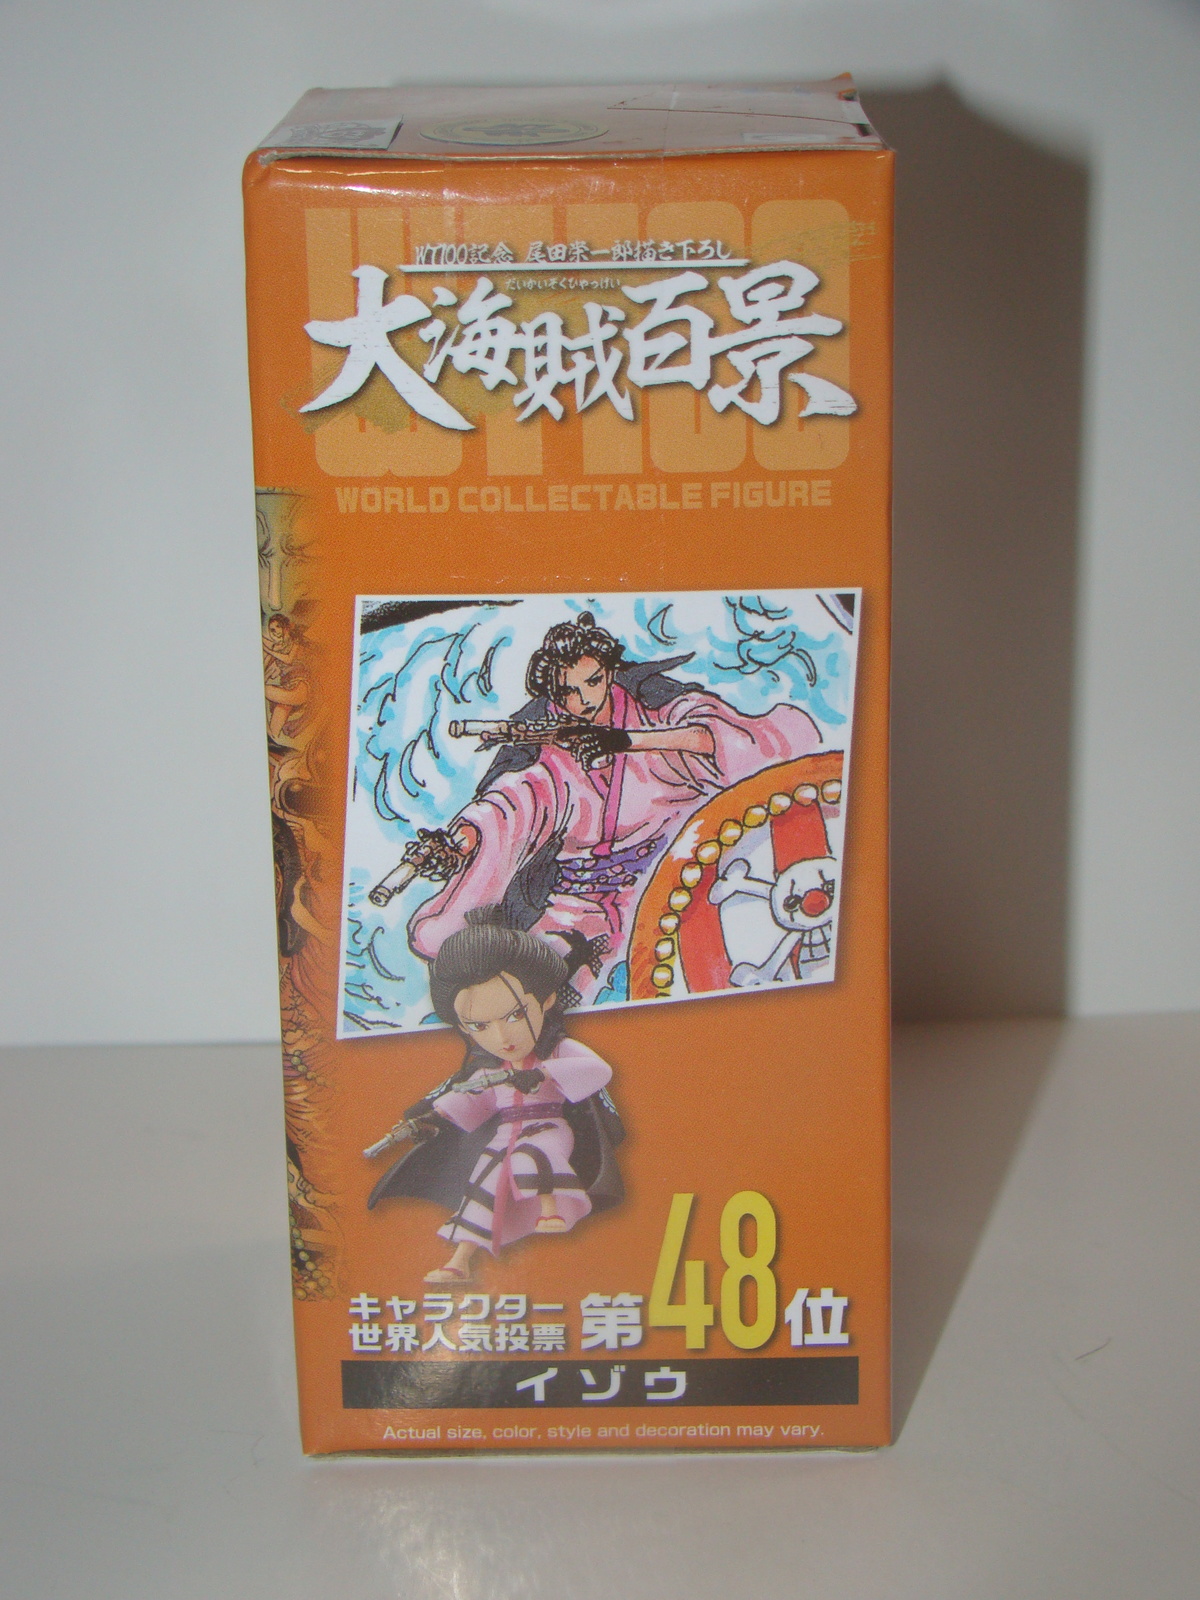 WT100
WT100記念 尾田栄一郎描き下ろし
だいかいぞくひゃっけい
大海賊百景
WORLD COLLECTABLE FIGURE
キャラクター
世界人気投票 第48位
イゾウ
Actual size, color, style and decoration may vary.